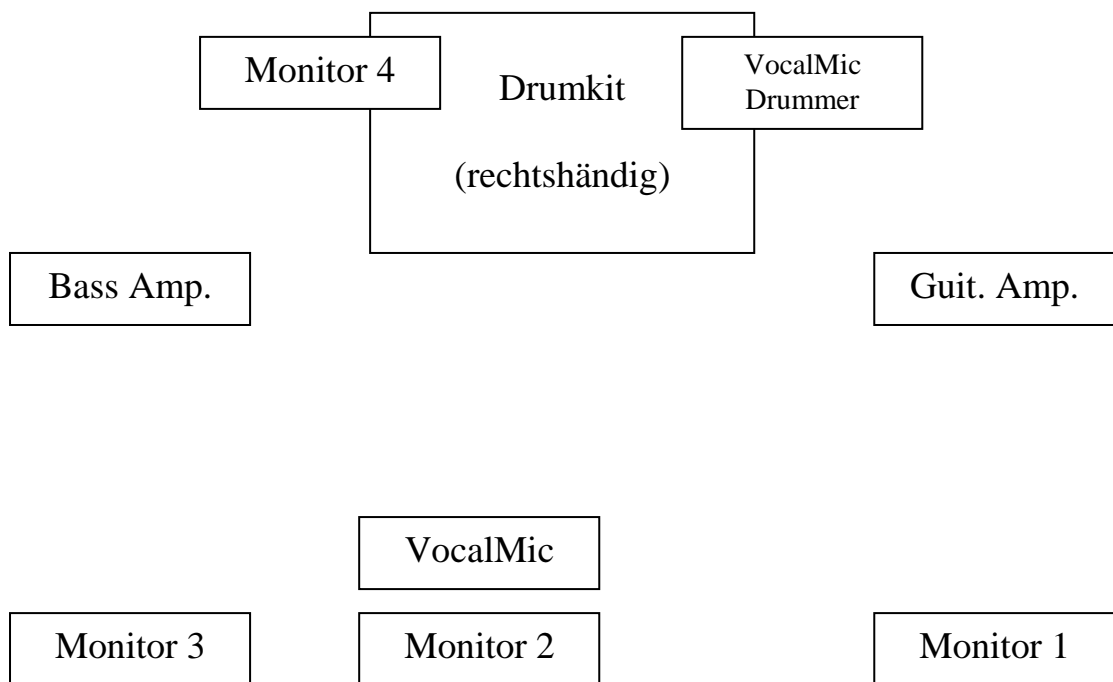 Monitor 4
Drumkit
(rechtshändig)
VocalMic
Drummer
Bass Amp.
Guit. Amp.
VocalMic
Monitor 3
Monitor 2
Monitor 1